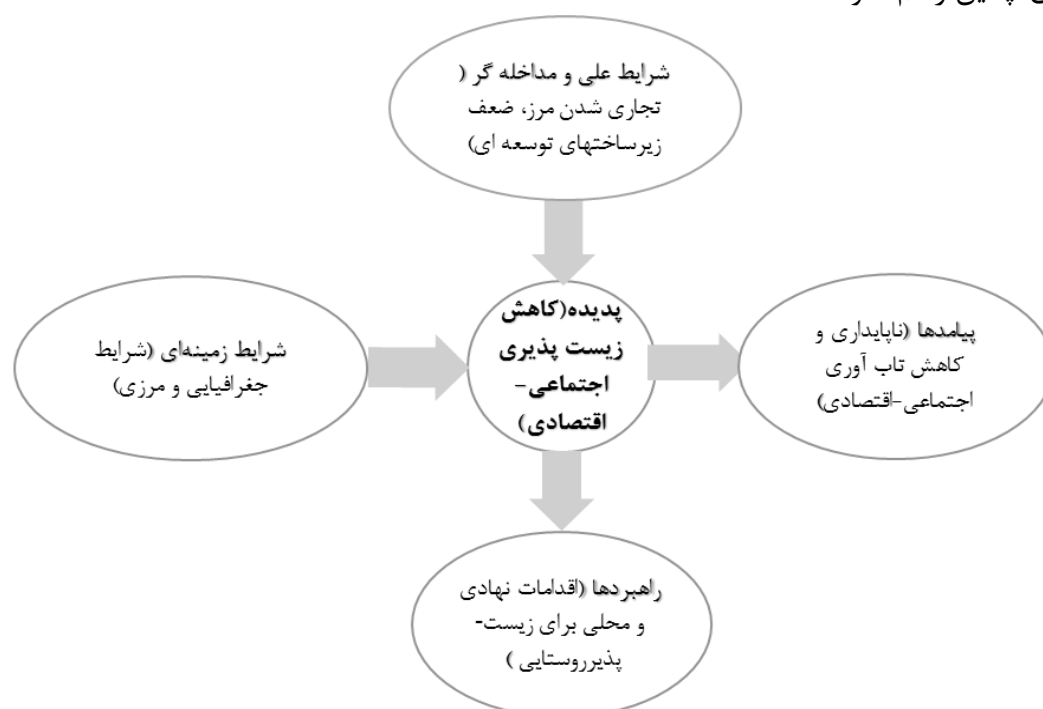 شرایط علی و مداخله گر (
تجاری شدن مرز، ضعف
زیرساختهای توسعه ای)
پدیده(کاهش
زیست پذیری
اجتماعی-
اقتصادی)
پیامدها (ناپایداری و
کاهش تاب آوری
اجتماعی-اقتصادی)
شرایط زمینه‌ای (شرایط
جغرافیایی و مرزی)
راهبردها (اقدامات نهادی
و محلی برای زیست-
پذیرروستایی )